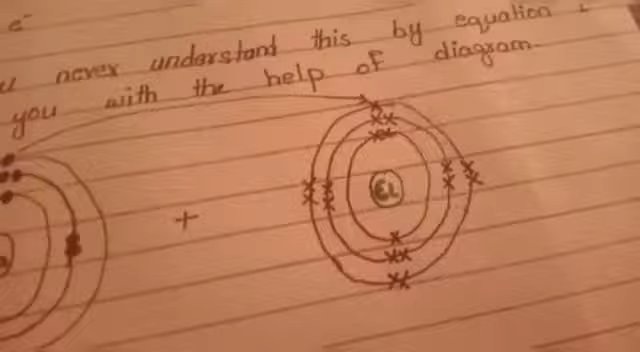 e⁻
never understand this by equation
you with the help of diagram.
+
CL